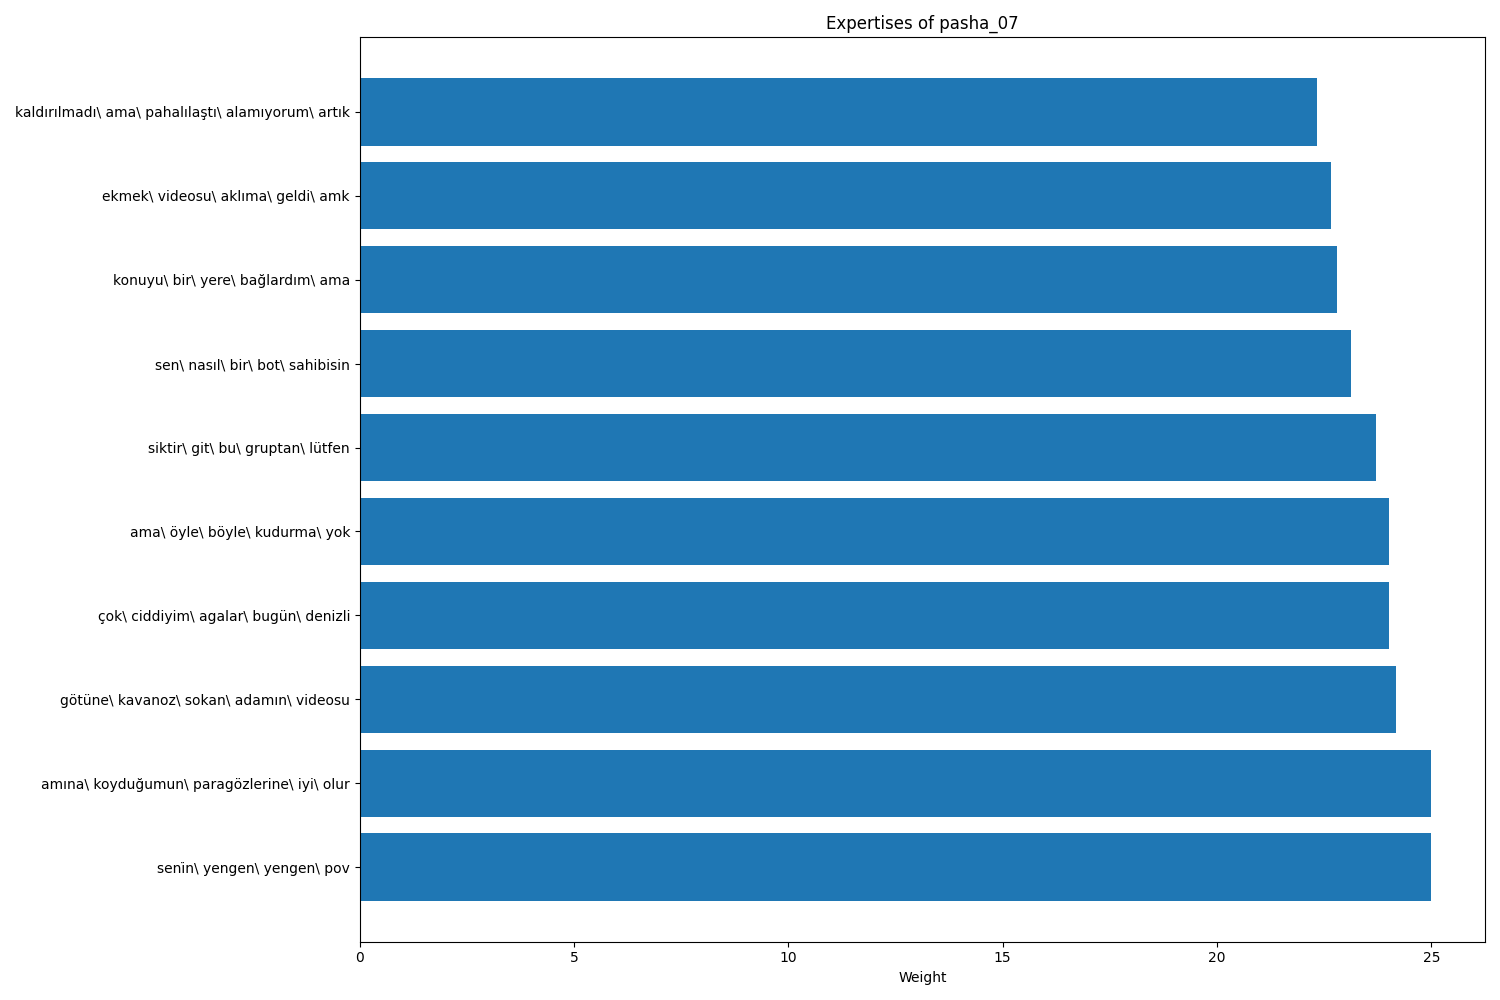 Expertises of pasha_07
kaldırılmadı\ ama\ pahalılaştı\ alamıyorum\ artık
ekmek\ videosu\ aklıma\ geldi\ amk
konuyu\ bir\ yere\ bağlardım\ ama
sen\ nasıl\ bir\ bot\ sahibisin
siktir\ git\ bu\ gruptan\ lütfen
ama\ öyle\ böyle\ kudurma\ yok
çok\ ciddiyim\ agalar\ bugün\ denizli
götüne\ kavanoz\ sokan\ adamın\ videosu
amına\ koyduğumun\ paragözlerine\ iyi\ olur
seni̇n\ yengen\ yengen\ pov
0 5 10 15 20 25
Weight